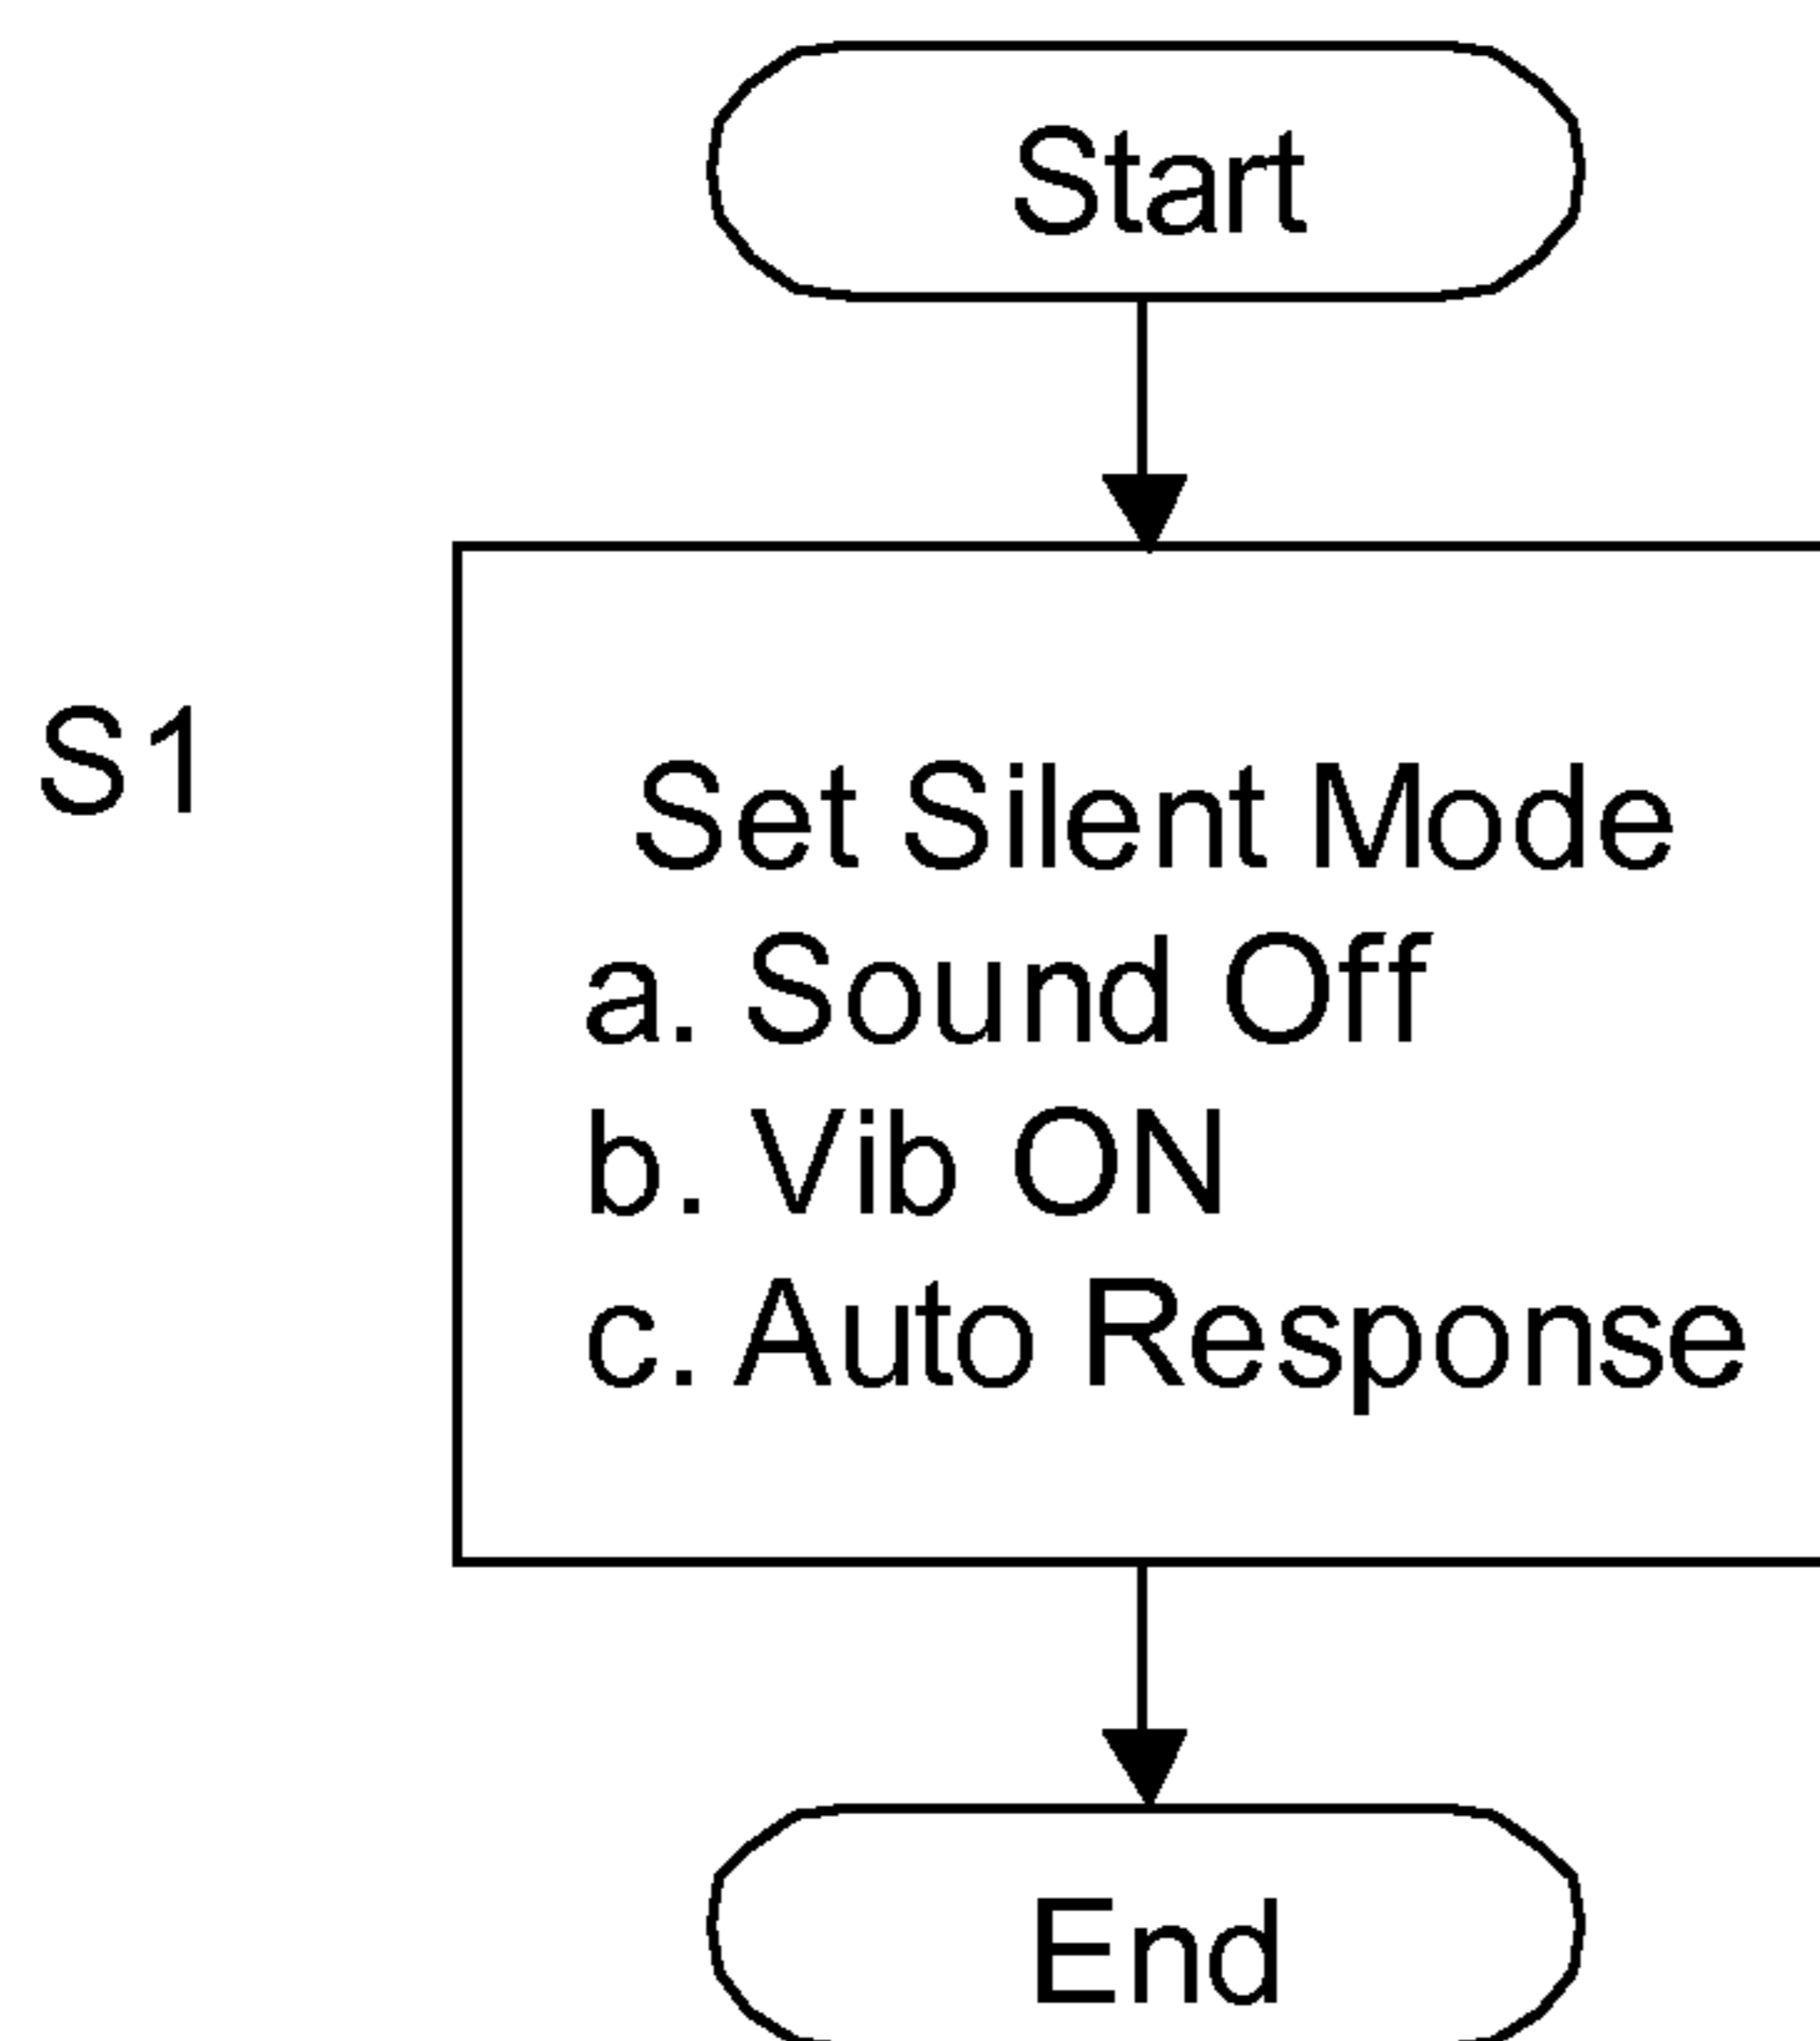 Start
S1
Set Silent Mode
a. Sound Off
b. Vib ON
c. Auto Response
End